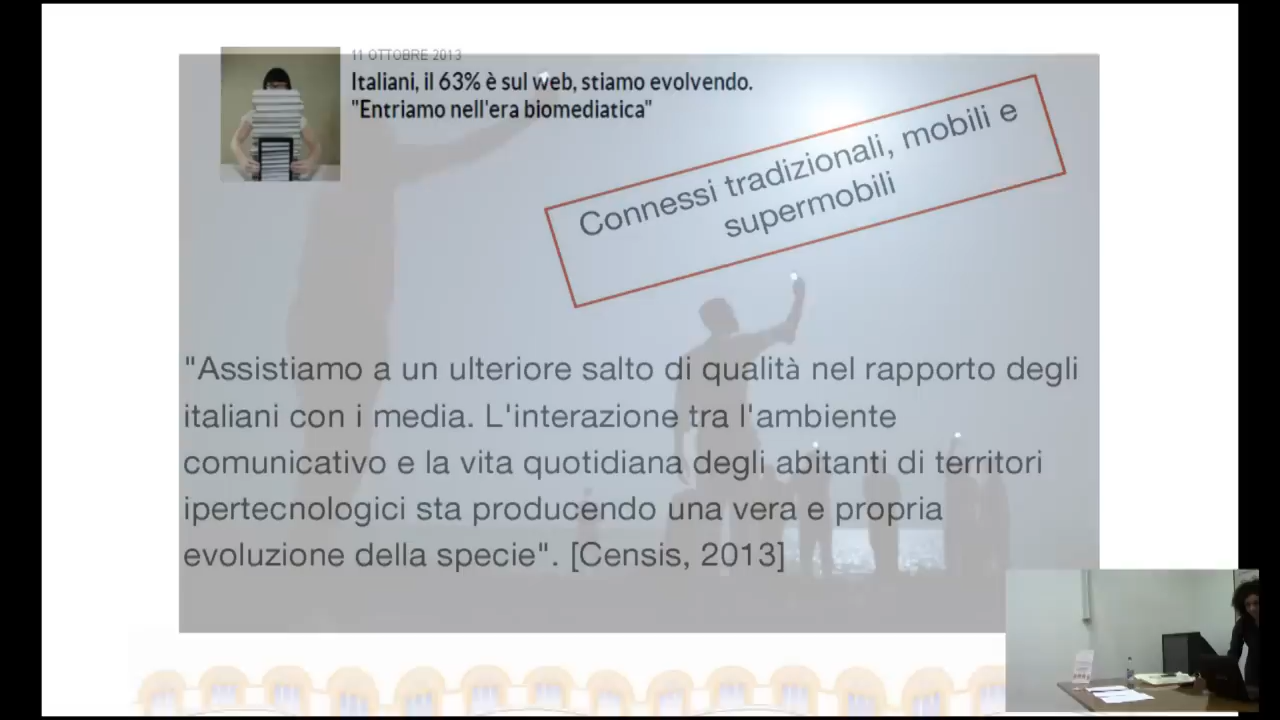 11 OTTOBRE 2013
Italiani, il 63% è sul web, stiamo evolvendo.
"Entriamo nell'era biomediatica"
Connessi tradizionali, mobili e
supermobili
"Assistiamo a un ulteriore salto di qualità nel rapporto degli
italiani con i media. L'interazione tra l'ambiente
comunicativo e la vita quotidiana degli abitanti di territori
ipertecnologici sta producendo una vera e propria
evoluzione della specie". [Censis, 2013]